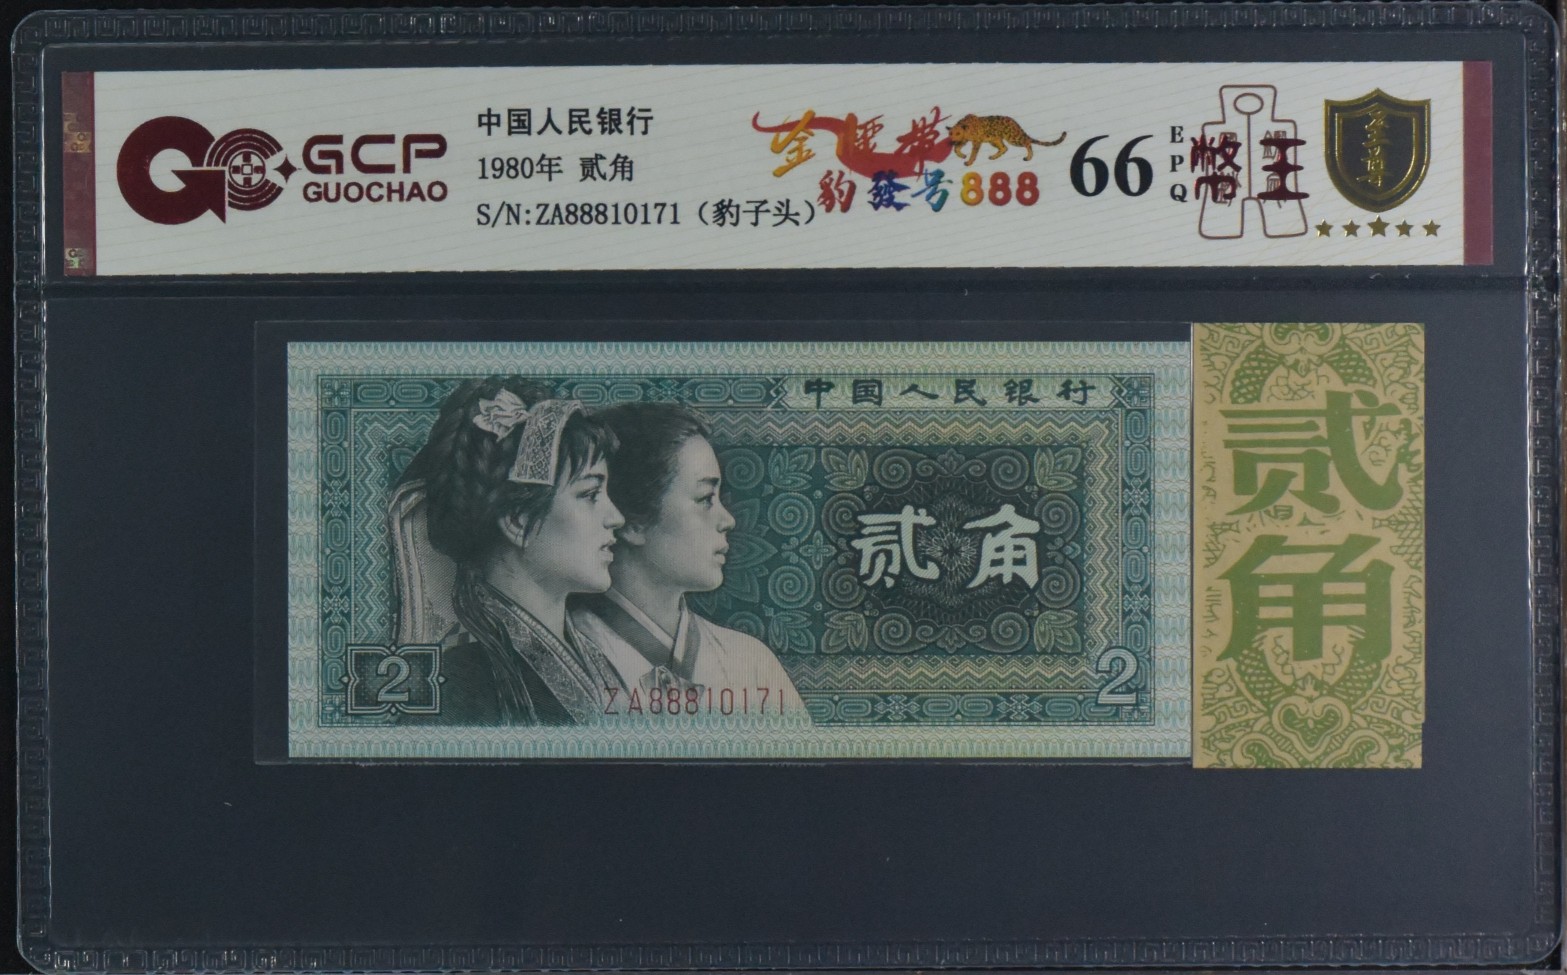 GCP
GUOCHAO
中国人民银行
1980年 贰角
S/N:ZA88810171（豹子头）
金腰带
豹發号888
66
EPQ
至尊
中国人民银行
贰角
2
2
ZA88810171
贰
角